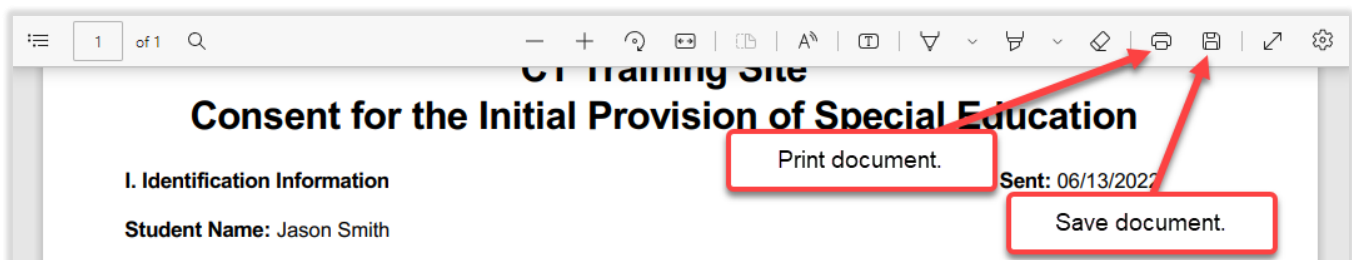 1 of 1
CT Training Site
Consent for the Initial Provision of Special Education
Print document.
I. Identification Information
Sent: 06/13/2022
Save document.
Student Name: Jason Smith